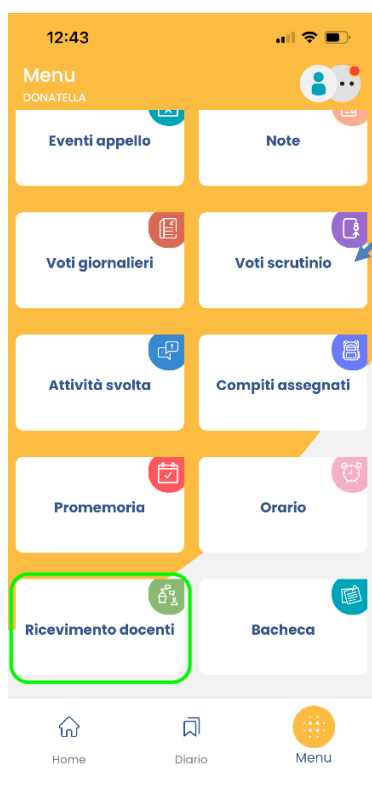 12:43
Menu
DONATELLA
Eventi appello
Note
Voti giornalieri
Voti scrutinio
Attività svolta
Compiti assegnati
Promemoria
Orario
Ricevimento docenti
Bacheca
Home
Diario
Menu